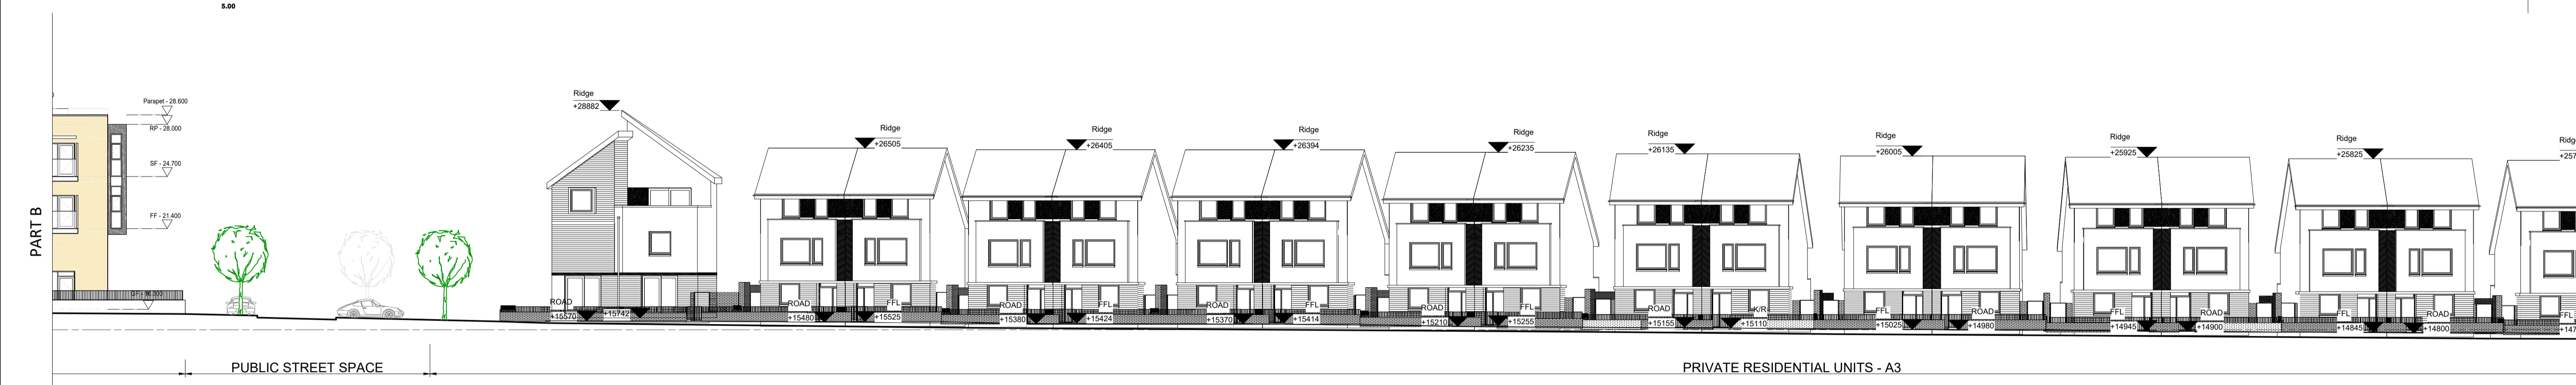 5.00
PART B
Parapet - 28.600
RP - 28.000
SF - 24.700
FF - 21.400
PUBLIC STREET SPACE
Ridge
+28882
ROAD
+15570
+15742
Ridge
+26505
ROAD
FFL
+15480
+15525
Ridge
+26405
ROAD
FFL
+15380
+15424
Ridge
+26394
ROAD
FFL
+15370
+15414
Ridge
+26235
ROAD
FFL
+15210
+15255
Ridge
+26135
ROAD
K/R
+15155
+15110
Ridge
+26005
FFL
ROAD
+15025
+14980
Ridge
+25925
FFL
ROAD
+14945
+14900
Ridge
+25825
FFL
ROAD
+14845
+14800
FFL
PRIVATE RESIDENTIAL UNITS - A3